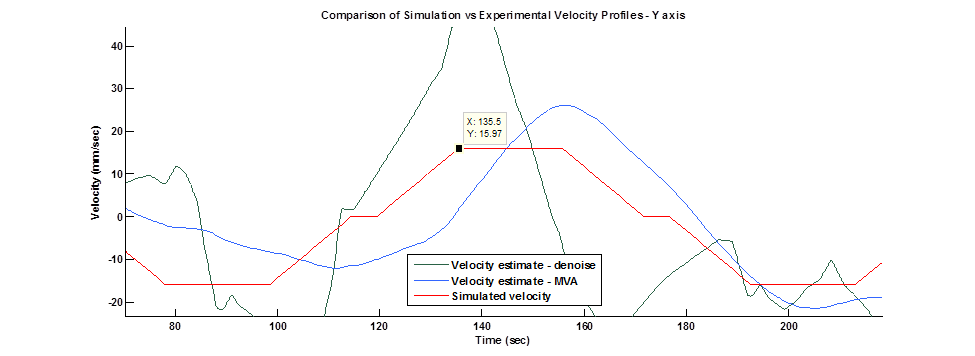 Comparison of Simulation vs Experimental Velocity Profiles - Y axis
40
30
20
10
0
-10
-20
Velocity (mm/sec)
X: 135.5
Y: 15.97
Velocity estimate - denoise
Velocity estimate - MVA
Simulated velocity
80 100 120 140 160 180 200
Time (sec)